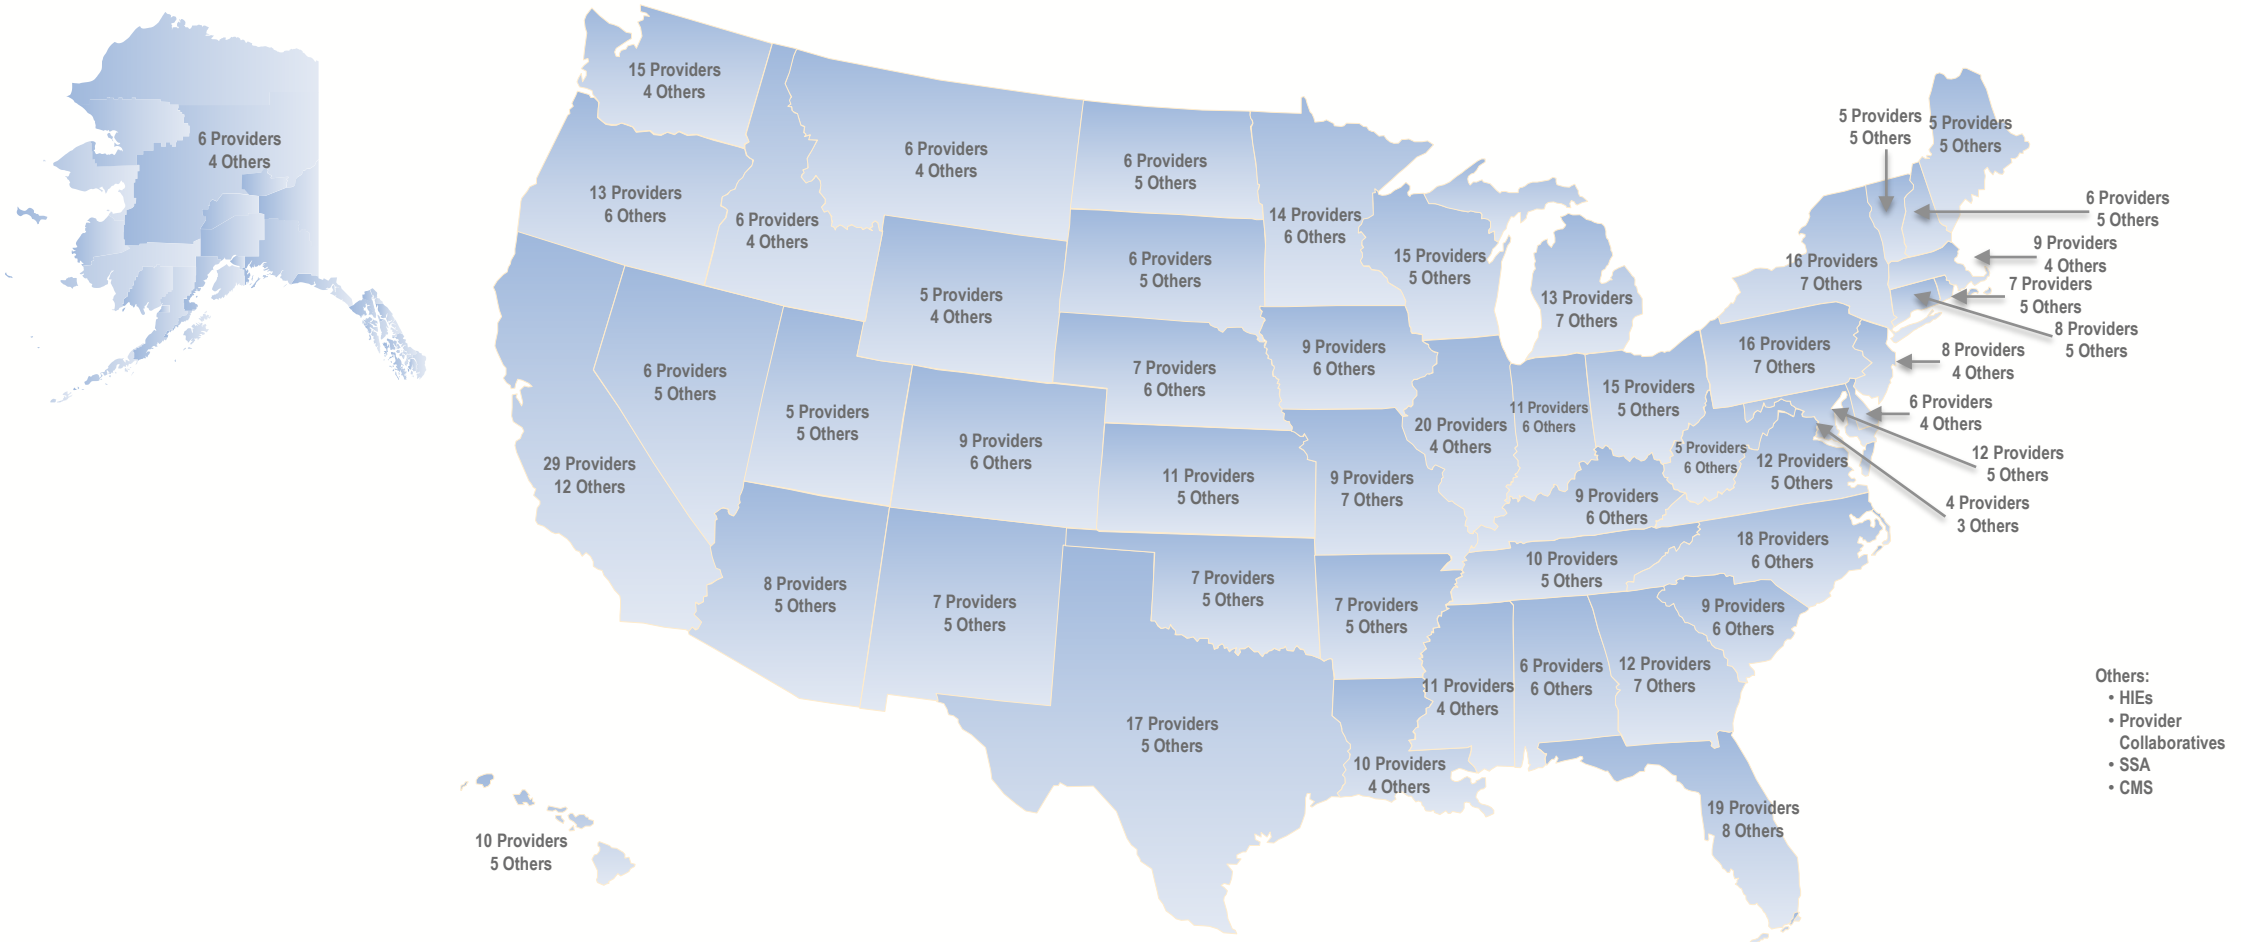 6 Providers
4 Others
15 Providers
4 Others
13 Providers
6 Others
6 Providers
4 Others
6 Providers
4 Others
6 Providers
5 Others
14 Providers
6 Others
5 Providers
5 Others
5 Providers
5 Others
6 Providers
5 Others
9 Providers
4 Others
7 Providers
5 Others
8 Providers
5 Others
8 Providers
4 Others
6 Providers
4 Others
12 Providers
5 Others
4 Providers
3 Others
16 Providers
7 Others
15 Providers
5 Others
13 Providers
7 Others
6 Providers
5 Others
5 Providers
4 Others
7 Providers
6 Others
9 Providers
6 Others
16 Providers
7 Others
6 Providers
5 Others
5 Providers
5 Others
9 Providers
6 Others
20 Providers
4 Others
11 Providers
6 Others
15 Providers
5 Others
5 Providers
6 Others
12 Providers
5 Others
29 Providers
12 Others
11 Providers
5 Others
9 Providers
7 Others
9 Providers
6 Others
18 Providers
6 Others
10 Providers
5 Others
8 Providers
5 Others
7 Providers
5 Others
7 Providers
5 Others
7 Providers
5 Others
9 Providers
6 Others
11 Providers
4 Others
6 Providers
6 Others
12 Providers
7 Others
17 Providers
5 Others
10 Providers
4 Others
19 Providers
8 Others
10 Providers
5 Others
Others:
• HIEs
• Provider
Collaboratives
• SSA
• CMS